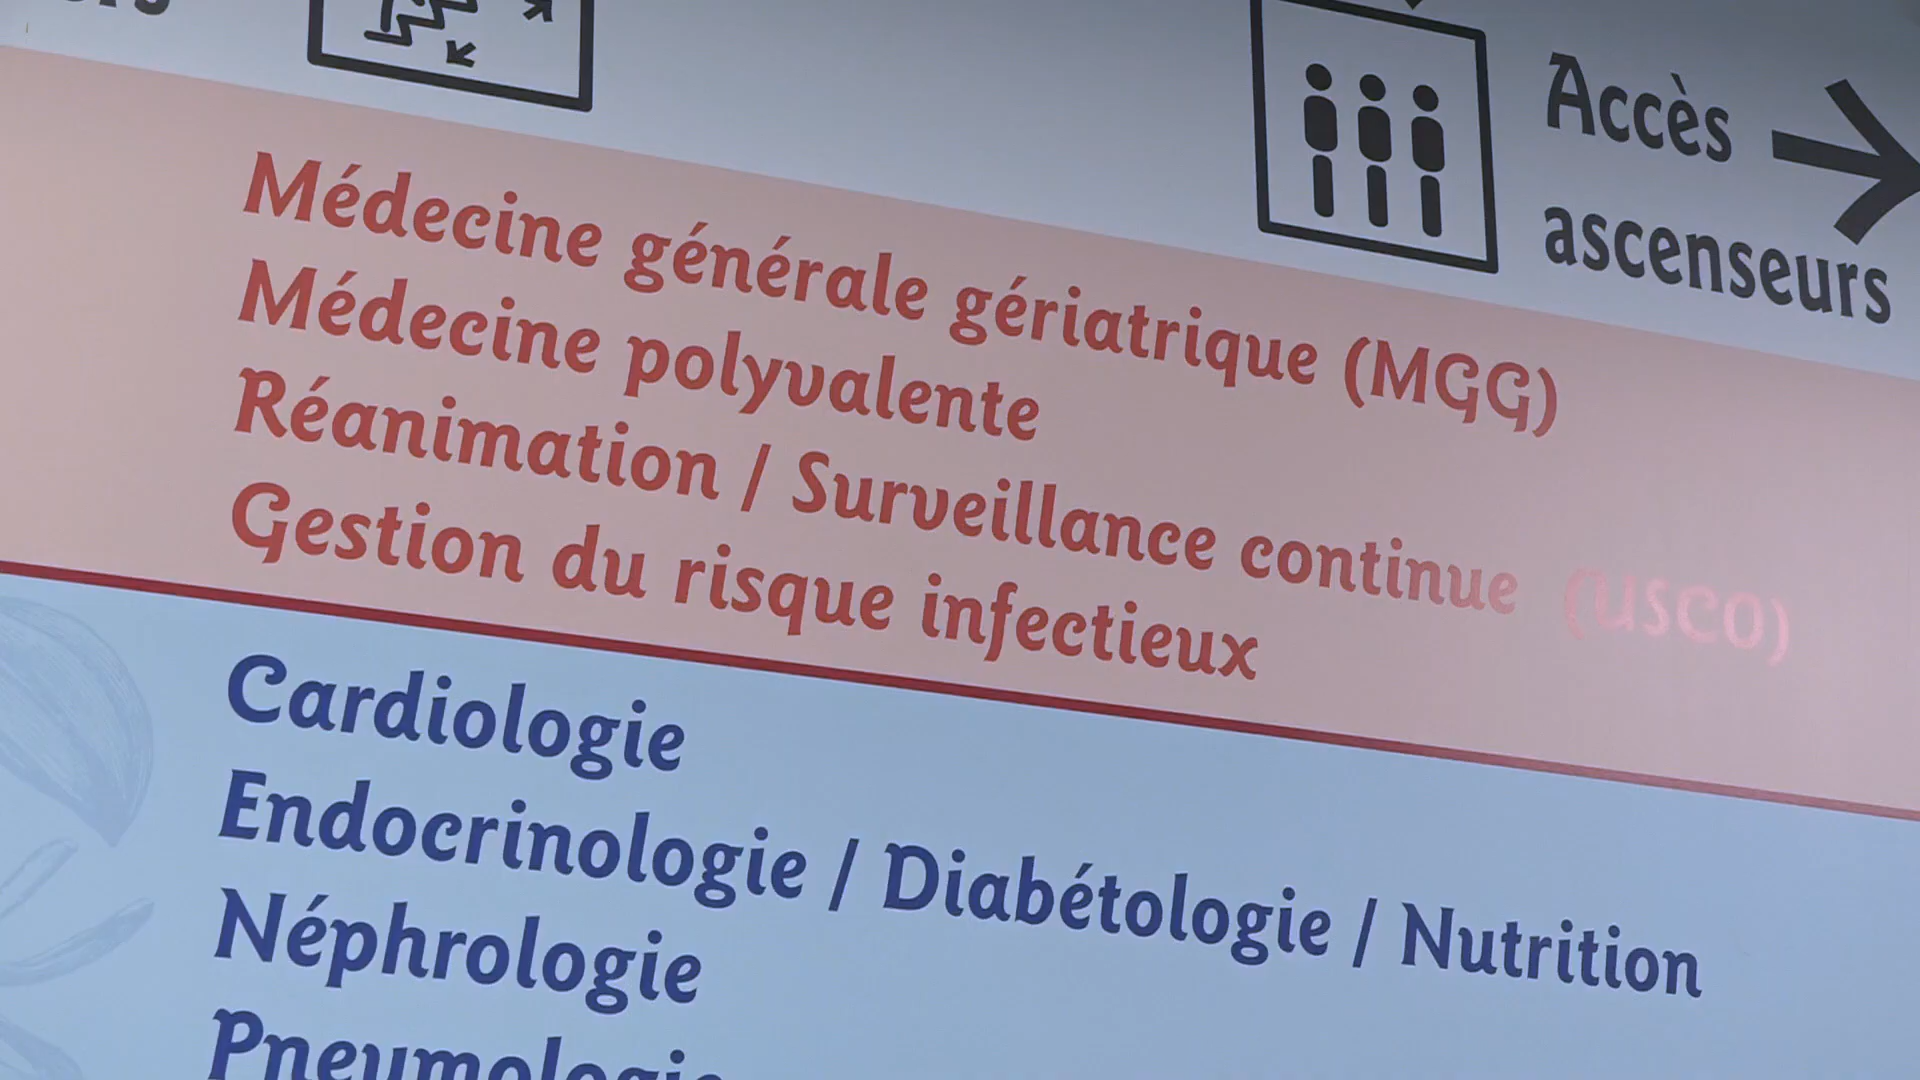 Accès
ascenseurs
Médecine générale gériatrique (MGG)
Médecine polyvalente
Réanimation / Surveillance continue (USCO)
Gestion du risque infectieux
Cardiologie
Endocrinologie / Diabétologie / Nutrition
Néphrologie
Pneumologie